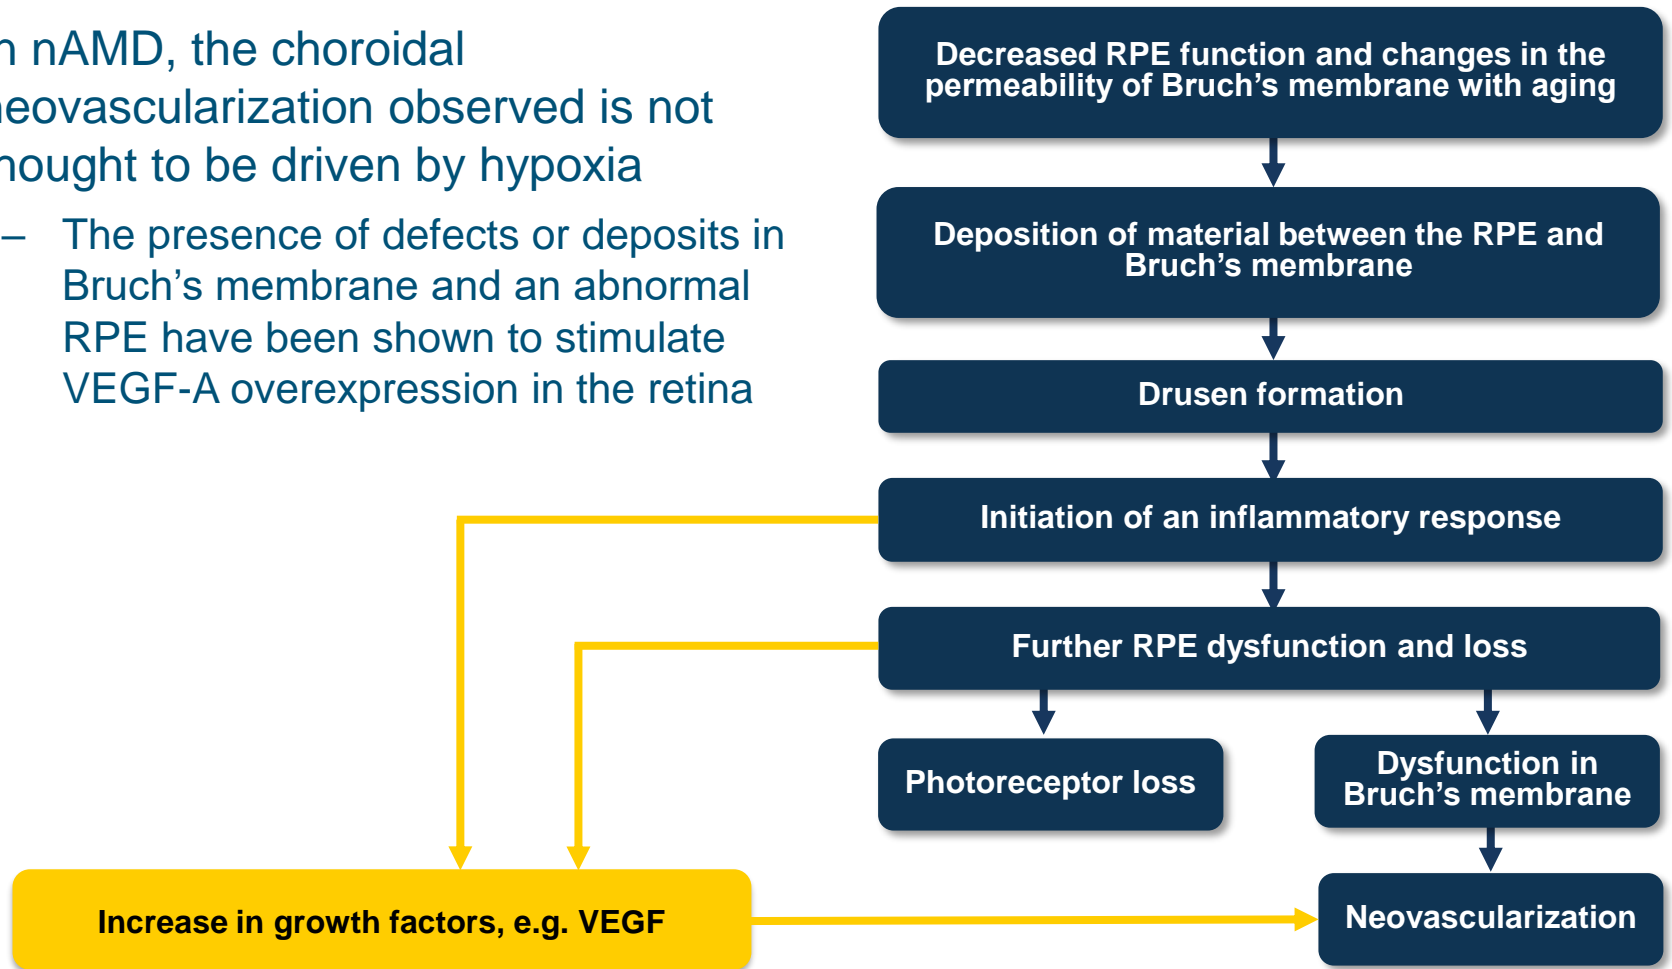 n nAMD, the choroidal
neovascularization observed is not
thought to be driven by hypoxia
– The presence of defects or deposits in
Bruch’s membrane and an abnormal
RPE have been shown to stimulate
VEGF-A overexpression in the retina
Decreased RPE function and changes in the
permeability of Bruch’s membrane with aging
Deposition of material between the RPE and
Bruch’s membrane
Drusen formation
Initiation of an inflammatory response
Further RPE dysfunction and loss
Photoreceptor loss
Dysfunction in
Bruch’s membrane
Increase in growth factors, e.g. VEGF
Neovascularization